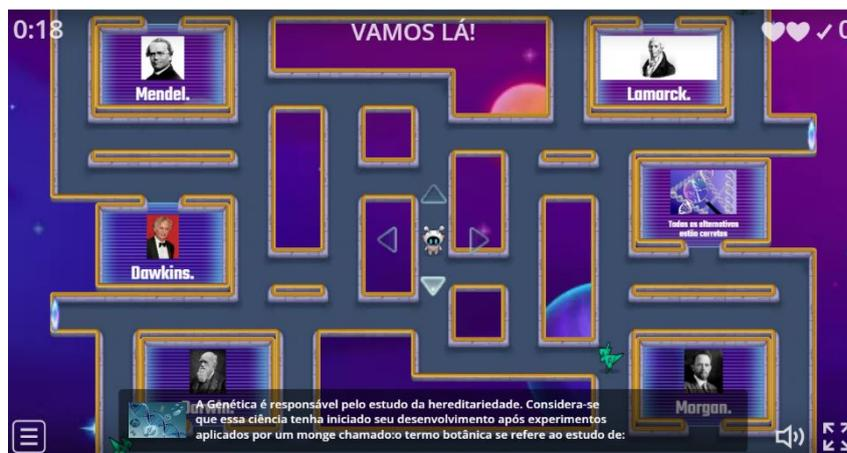 0:18
VAMOS LÁ!
0
Mendel.
Lamarck.
Dawkins.
Todas as alternativas
estão corretas
Darwin.
Morgan.
A Genética é responsável pelo estudo da hereditariedade. Considera-se
que essa ciência tenha iniciado seu desenvolvimento após experimentos
aplicados por um monge chamado:o termo botânica se refere ao estudo de: